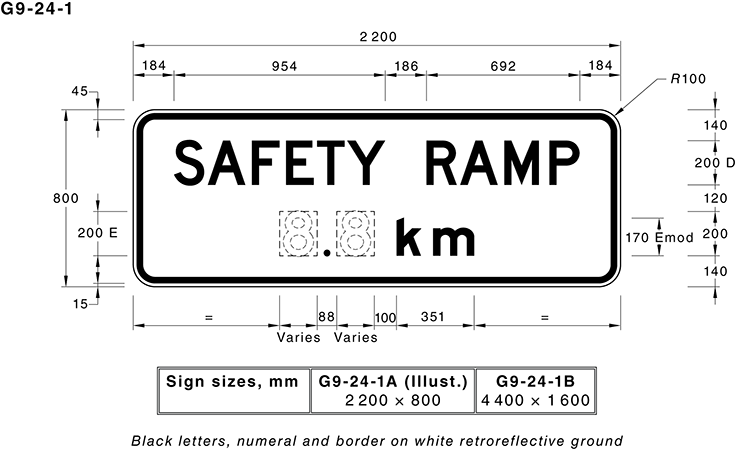 G9-24-1
2 200
184 954 186 692 184
R100
45
140
SAFETY RAMP
200 D
800
120
8.8 km
200 E
170 Emod
200
140
15
= 88 100 351 =
Varies Varies
Sign sizes, mm G9-24-1A (Illust.) G9-24-1B
2 200 × 800 4 400 × 1 600
Black letters, numeral and border on white retroreflective ground